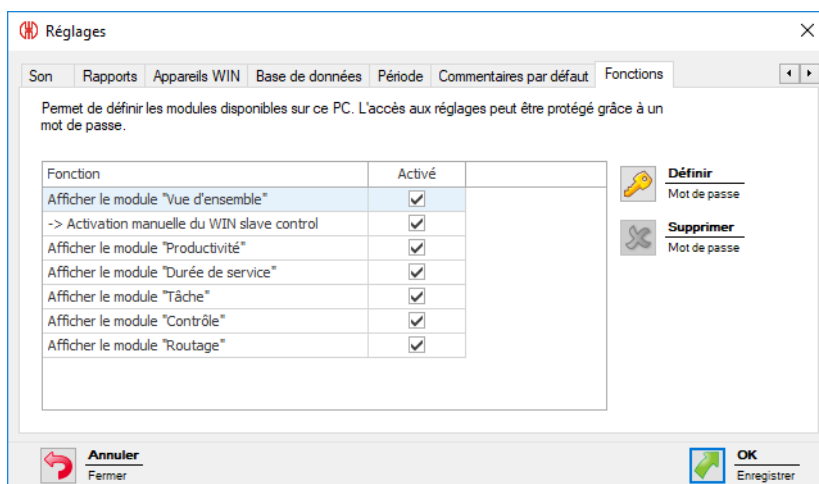 Réglages
Son Rapports Appareils WIN Base de données Période Commentaires par défaut Fonctions
Permet de définir les modules disponibles sur ce PC. L'accès aux réglages peut être protégé grâce à un
mot de passe.
Fonction Activé
Afficher le module "Vue d'ensemble"
-> Activation manuelle du WIN slave control
Afficher le module "Productivité"
Afficher le module "Durée de service"
Afficher le module "Tâche"
Afficher le module "Contrôle"
Afficher le module "Routage"
Définir
Mot de passe
Supprimer
Mot de passe
Annuler
Fermer
OK
Enregistrer